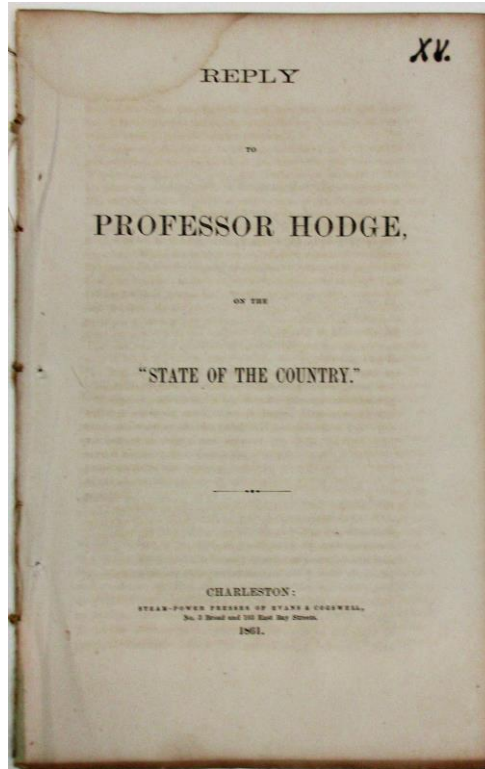 XV.
REPLY
TO
PROFESSOR HODGE,
ON THE
"STATE OF THE COUNTRY."
CHARLESTON:
STEAM-POWER PRESSES OF EVANS & COGSWELL,
No. 3 Broad and 103 East Bay Streets.
1861.